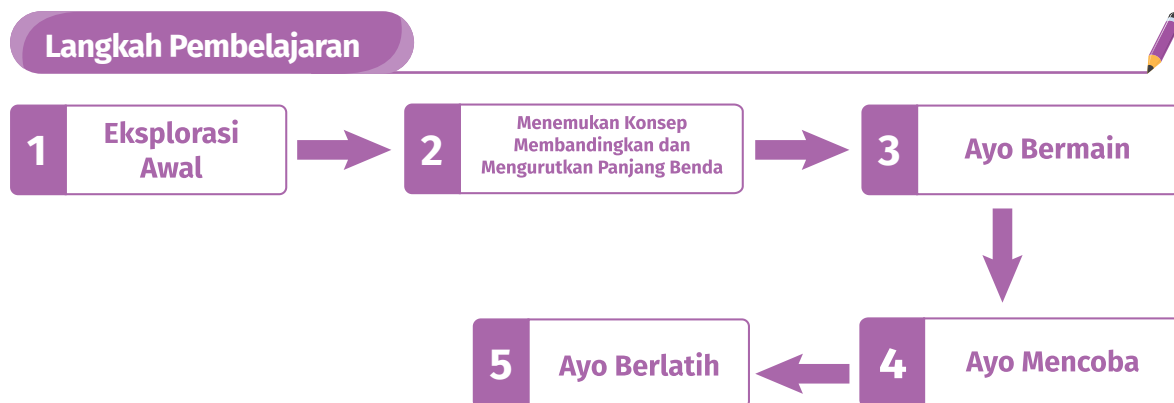 Langkah Pembelajaran
1
Eksplorasi
Awal
2
Menemukan Konsep
Membandingkan dan
Mengurutkan Panjang Benda
3
Ayo Bermain
4
Ayo Mencoba
5
Ayo Berlatih